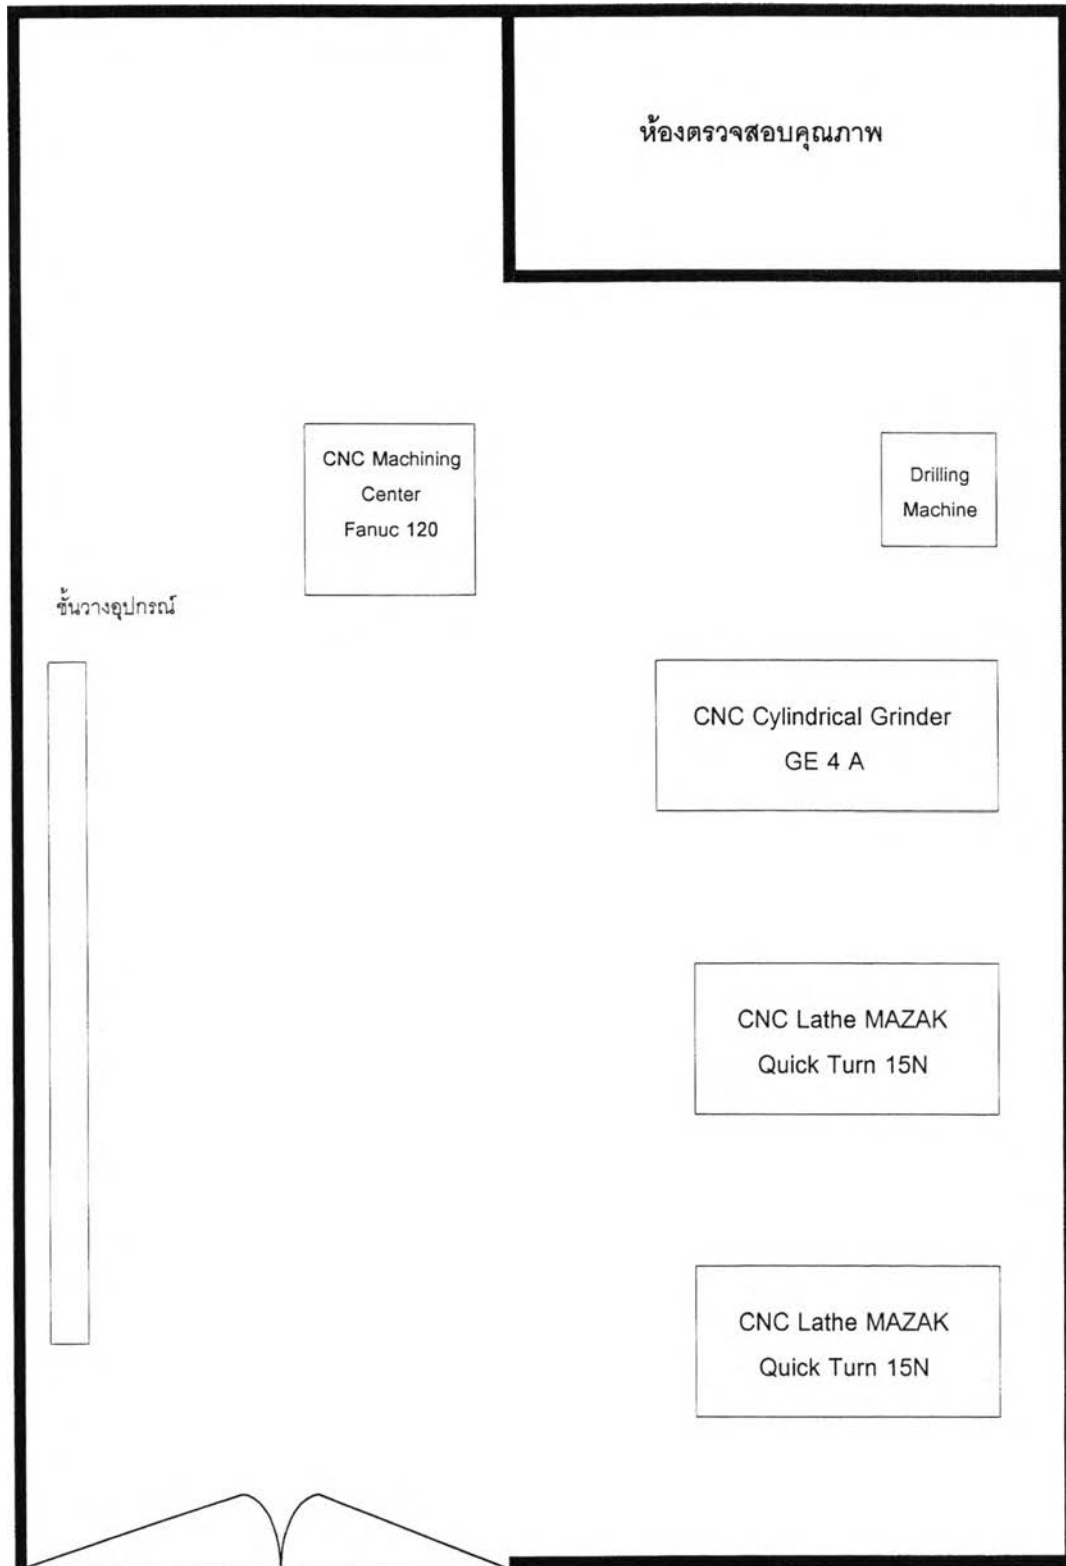 ห้องตรวจสอบคุณภาพ
CNC Machining
Center
Fanuc 120
Drilling
Machine
ชั้นวางอุปกรณ์
CNC Cylindrical Grinder
GE 4 A
CNC Lathe MAZAK
Quick Turn 15N
CNC Lathe MAZAK
Quick Turn 15N